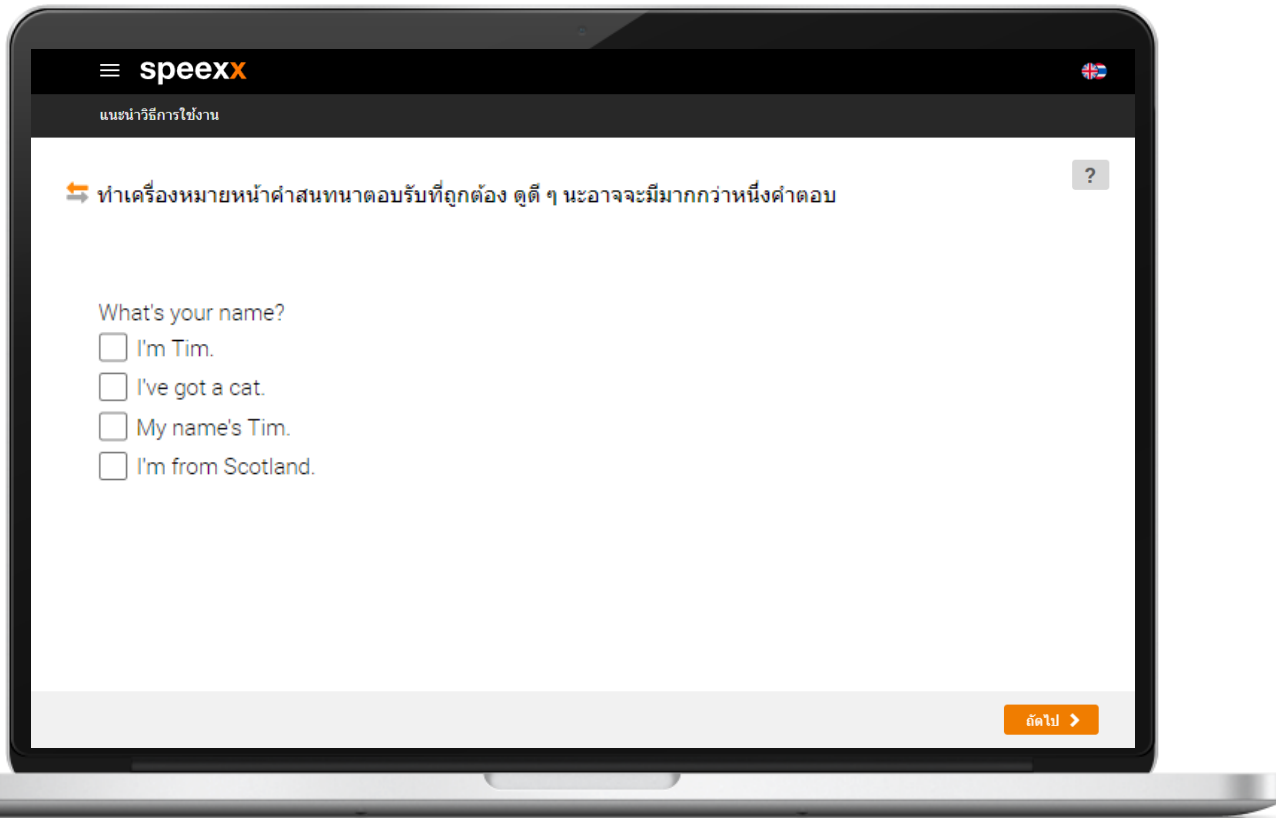 speexx
แนะนำวิธีการใช้งาน
?
ทำเครื่องหมายหน้าคำสนทนาตอบรับที่ถูกต้อง ดูดี ๆ นะอาจจะมีมากกว่าหนึ่งคำตอบ
What's your name?
I'm Tim.
I've got a cat.
My name's Tim.
I'm from Scotland.
ถัดไป